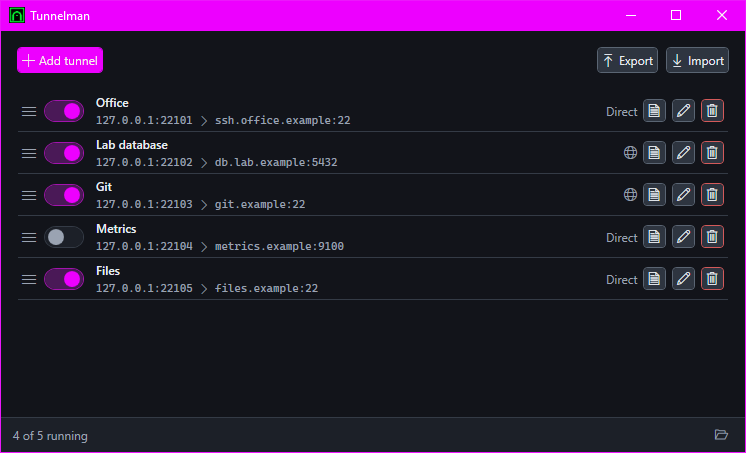 Tunnelman
Add tunnel
Export
Import
Office
127.0.0.1:22101 > ssh.office.example:22
Direct
Lab database
127.0.0.1:22102 > db.lab.example:5432
Git
127.0.0.1:22103 > git.example:22
Metrics
127.0.0.1:22104 > metrics.example:9100
Direct
Files
127.0.0.1:22105 > files.example:22
Direct
4 of 5 running